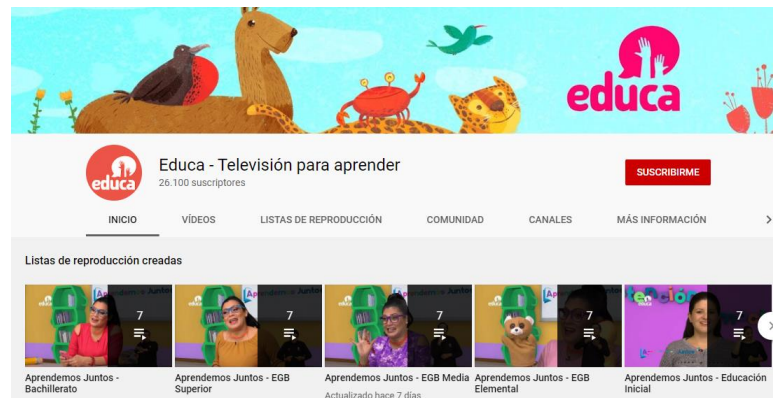 educa
educa
Educa - Televisión para aprender
26.100 suscriptores
SUSCRIBIRME
INICIO VÍDEOS LISTAS DE REPRODUCCIÓN COMUNIDAD CANALES MÁS INFORMACIÓN
Listas de reproducción creadas
7 7 7 7 7
Aprendemos Juntos - Bachillerato
Aprendemos Juntos - EGB Superior
Aprendemos Juntos - EGB Media
Actualizado hace 7 días
Aprendemos Juntos - EGB Elemental
Aprendemos Juntos - Educación Inicial